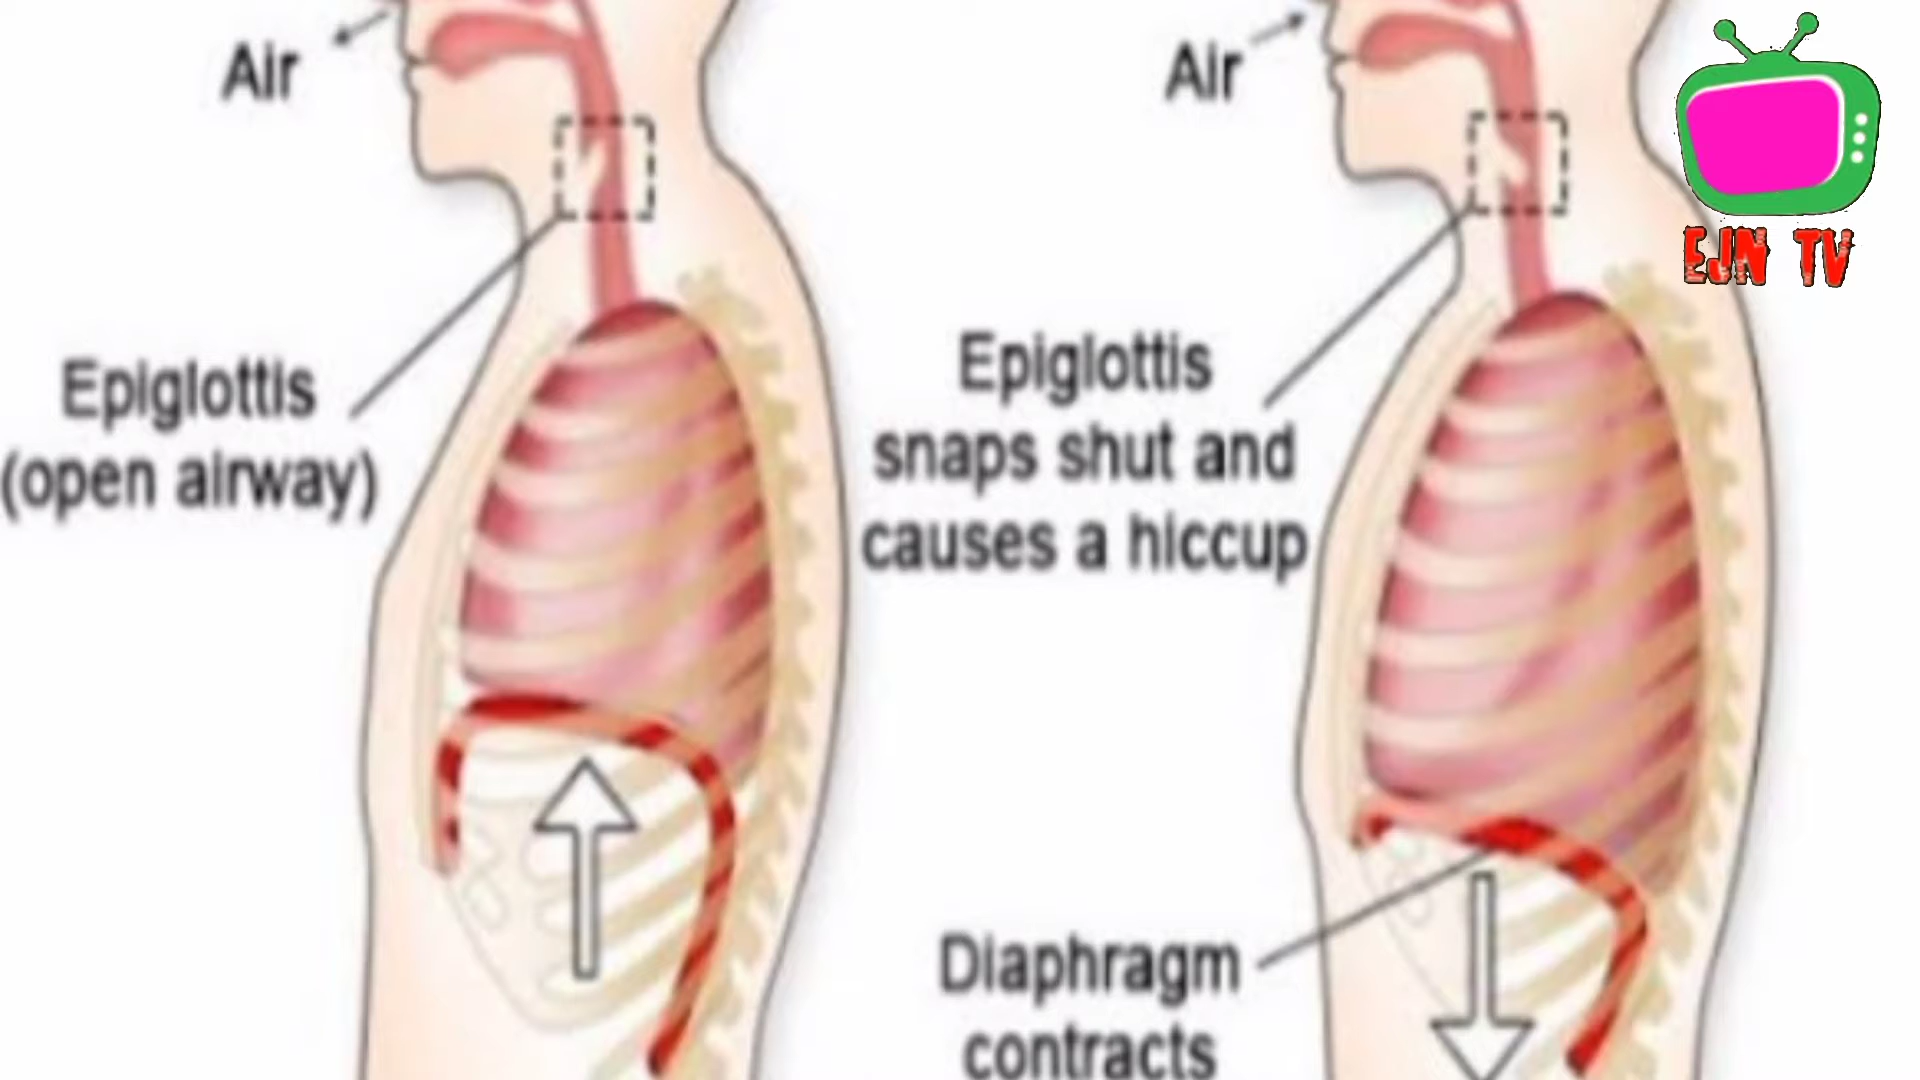 Air
Epiglottis
(open airway)
Air
Epiglottis
snaps shut and
causes a hiccup
Diaphragm
contracts
EJN TV